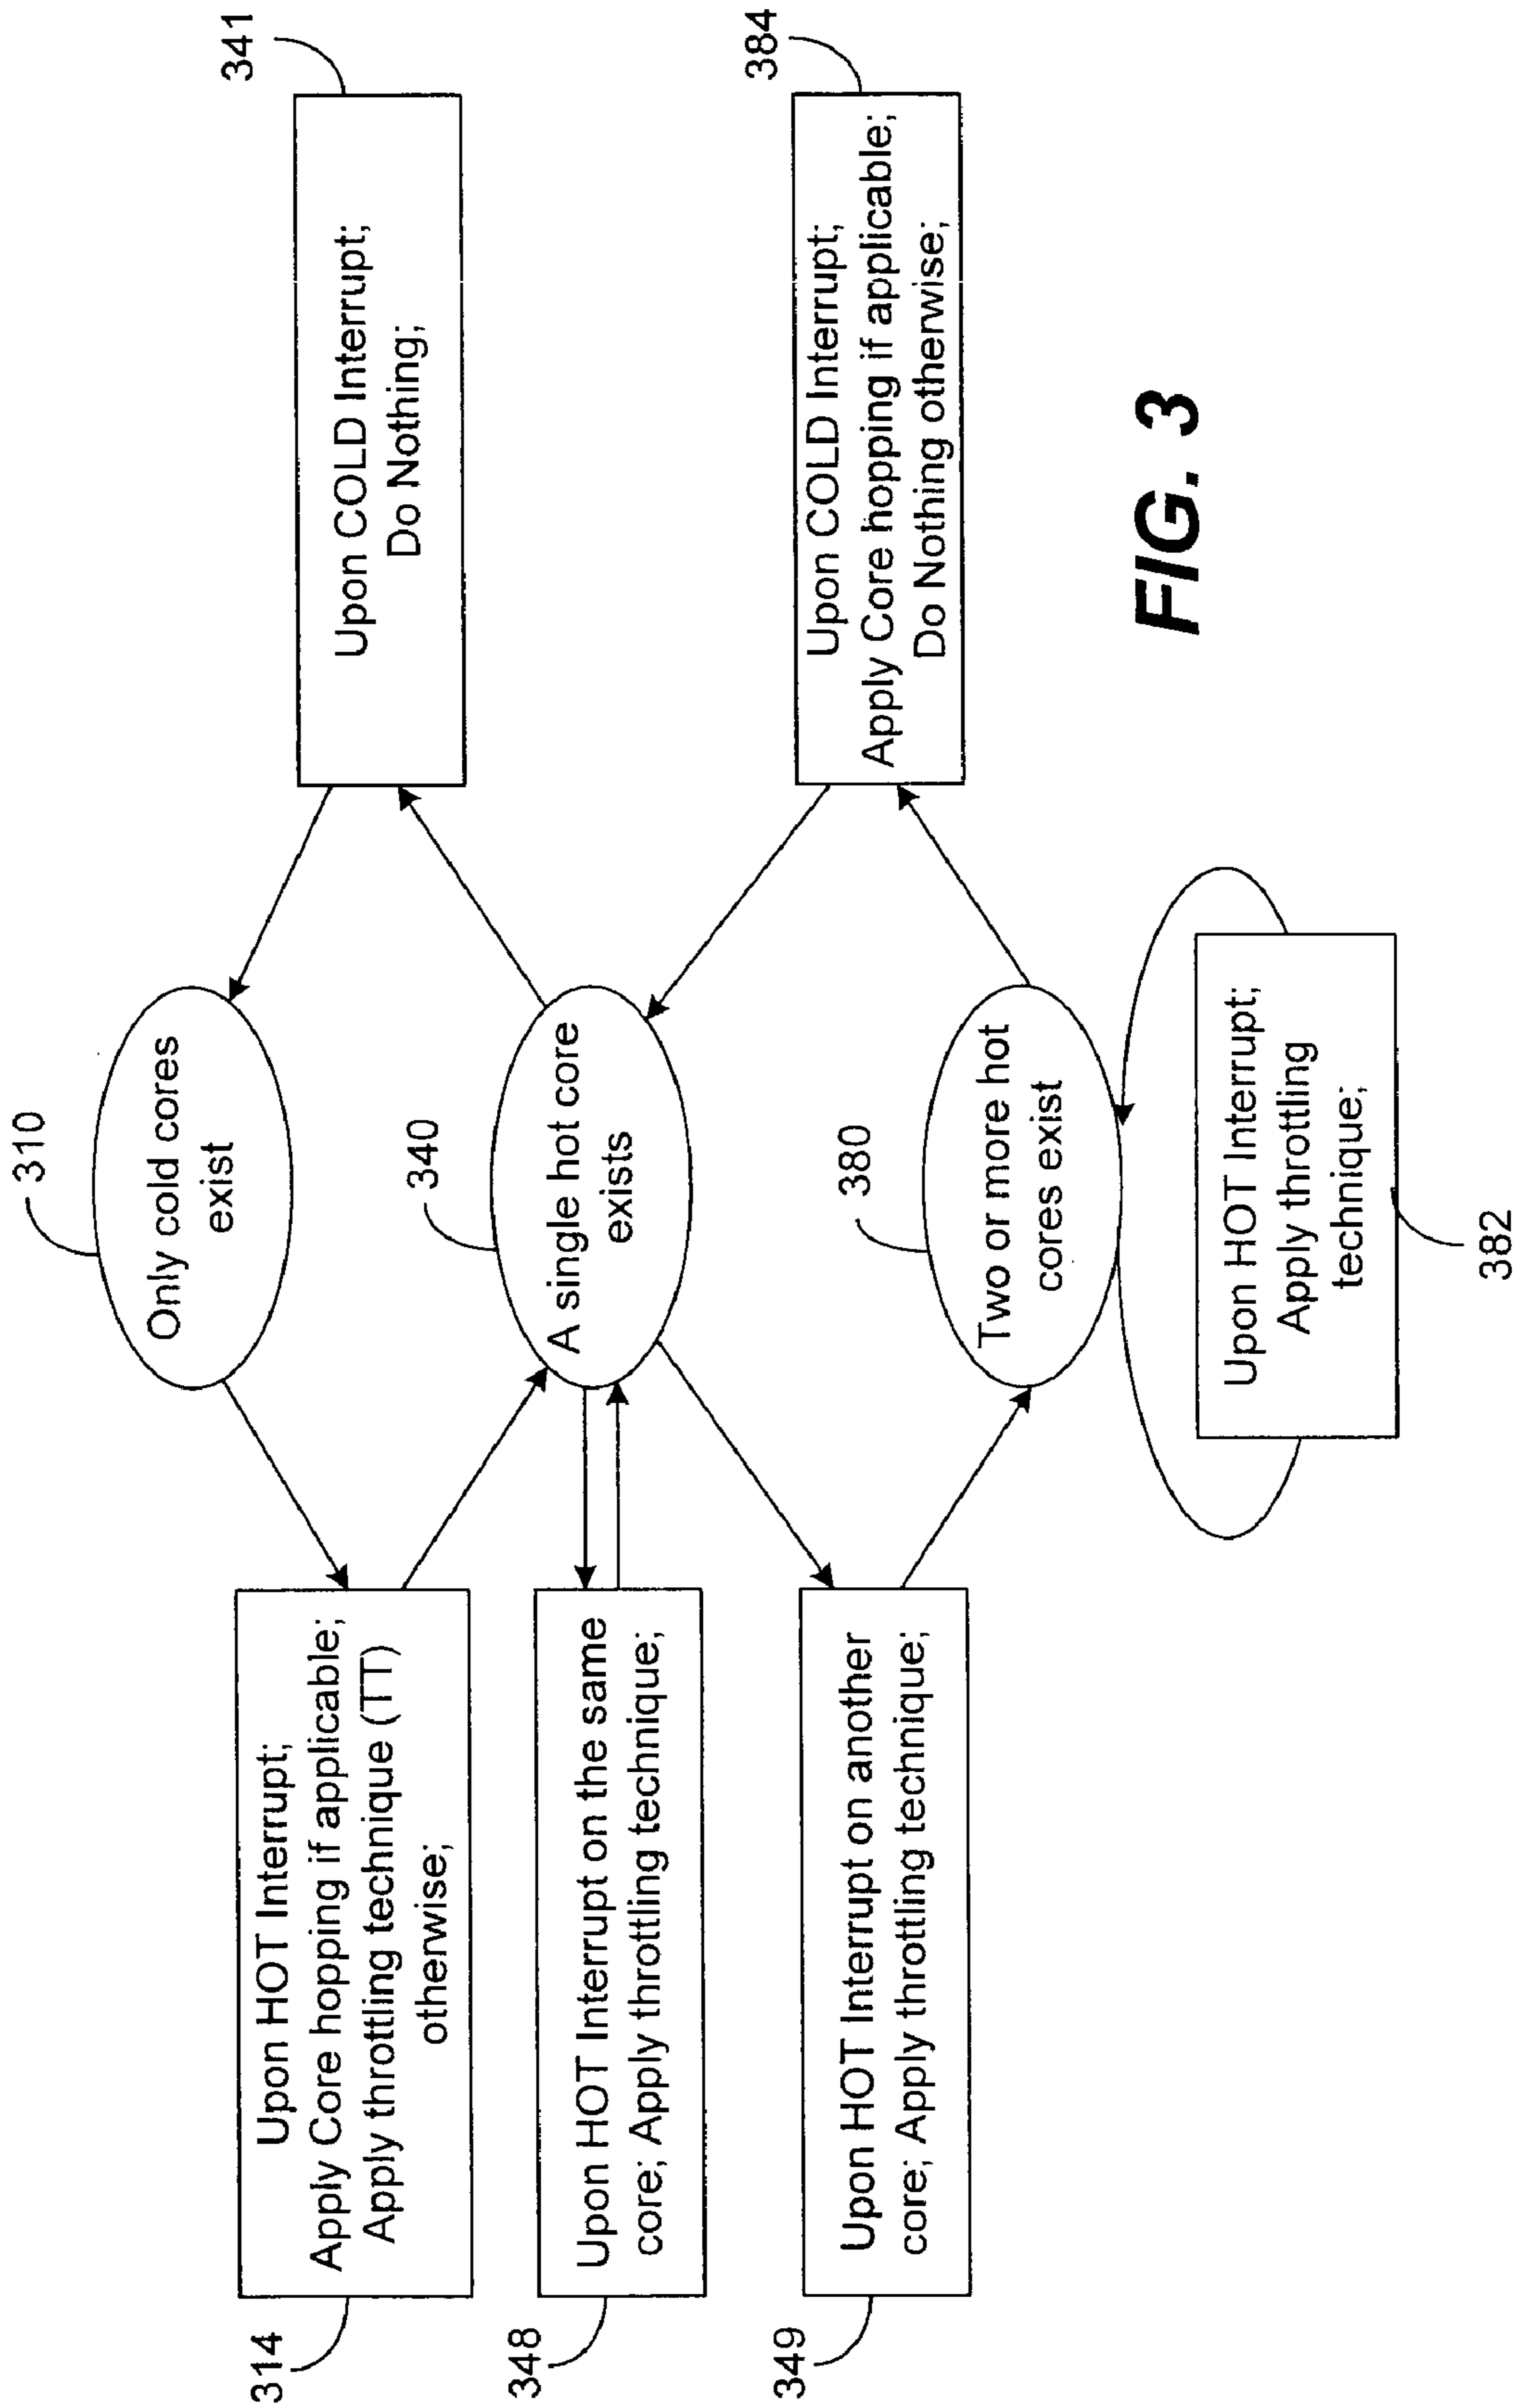 310
Only cold cores
exist
314
Upon HOT Interrupt;
Apply Core hopping if applicable;
Apply throttling technique (TT)
otherwise;
341
Upon COLD Interrupt;
Do Nothing;
340
A single hot core
exists
348
Upon HOT Interrupt on the same
core; Apply throttling technique;
349
Upon HOT Interrupt on another
core; Apply throttling technique;
384
Upon COLD Interrupt;
Apply Core hopping if applicable;
Do Nothing otherwise;
380
Two or more hot
cores exist
Upon HOT Interrupt;
Apply throttling
technique;
382
FIG. 3